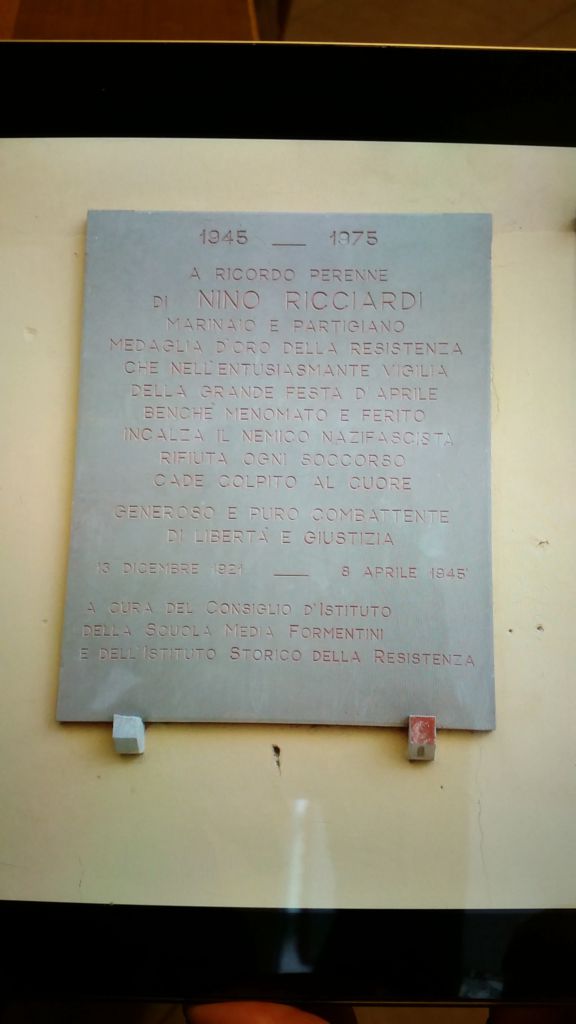 1945 — 1975
A RICORDO PERENNE
DI NINO RICCIARDI
MARINAIO E PARTIGIANO
MEDAGLIA D'ORO DELLA RESISTENZA
CHE NELL'ENTUSIASMANTE VIGILIA
DELLA GRANDE FESTA D'APRILE
BENCHE' MENOMATO E FERITO
INCALZA IL NEMICO NAZIFASCISTA
RIFIUTA OGNI SOCCORSO
CADE COLPITO AL CUORE
GENEROSO E PURO COMBATTENTE
DI LIBERTA' E GIUSTIZIA
13 DICEMBRE 1921 — 8 APRILE 1945
A CURA DEL CONSIGLIO D'ISTITUTO
DELLA SCUOLA MEDIA FORMENTINI
E DELL'ISTITUTO STORICO DELLA RESISTENZA